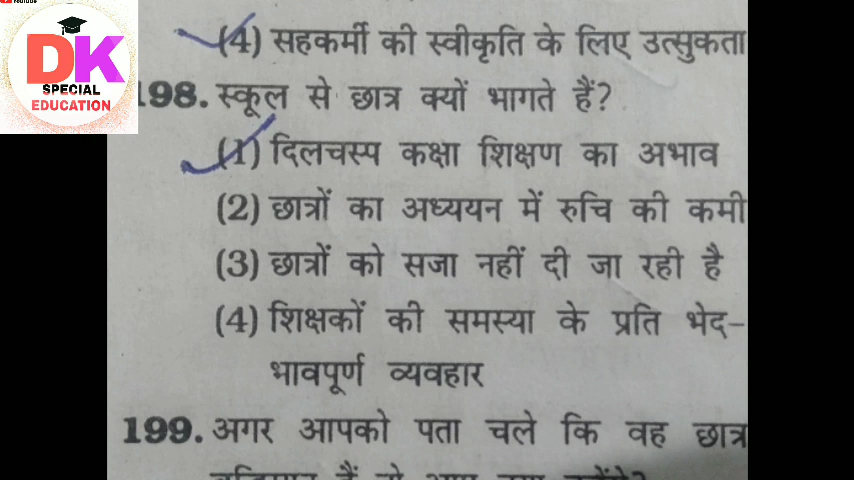 YouTube
DK
SPECIAL
EDUCATION
(4) सहकर्मी की स्वीकृति के लिए उत्सुकता
198. स्कूल से छात्र क्यों भागते हैं?
(1) दिलचस्प कक्षा शिक्षण का अभाव
(2) छात्रों का अध्ययन में रुचि की कमी
(3) छात्रों को सजा नहीं दी जा रही है
(4) शिक्षकों की समस्या के प्रति भेद-
भावपूर्ण व्यवहार
199. अगर आपको पता चले कि वह छात्र